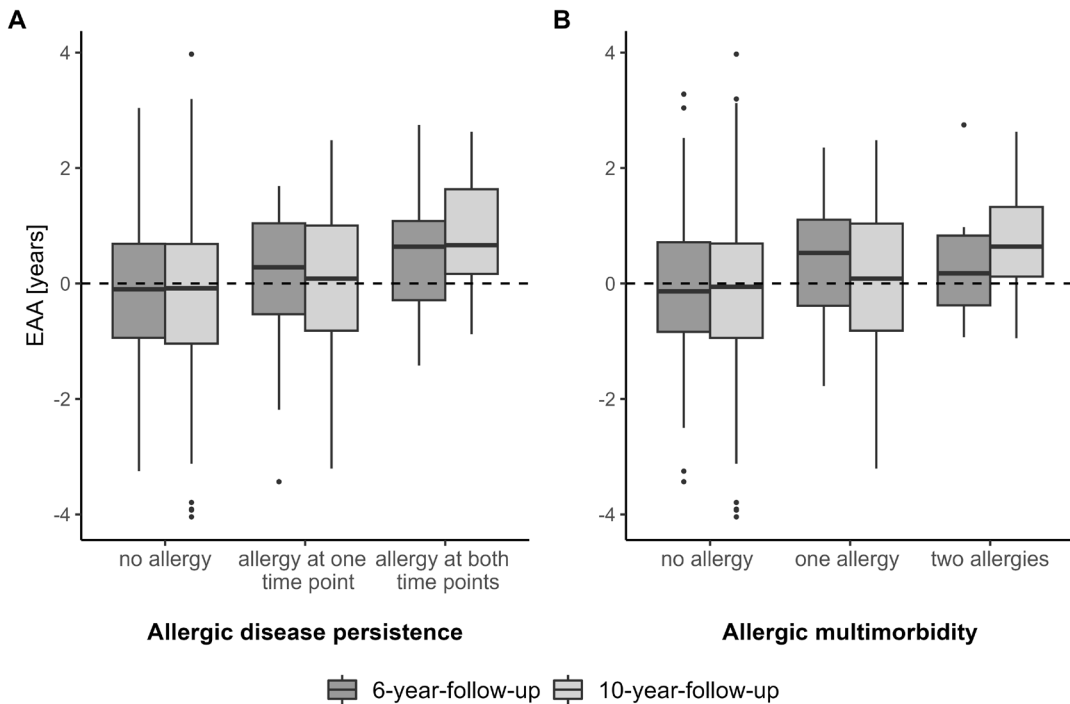 A
B
EAA [years]
4
2
0
-2
-4
4
2
0
-2
-4
no allergy
allergy at one
time point
allergy at both
time points
no allergy
one allergy
two allergies
Allergic disease persistence
Allergic multimorbidity
6-year-follow-up
10-year-follow-up